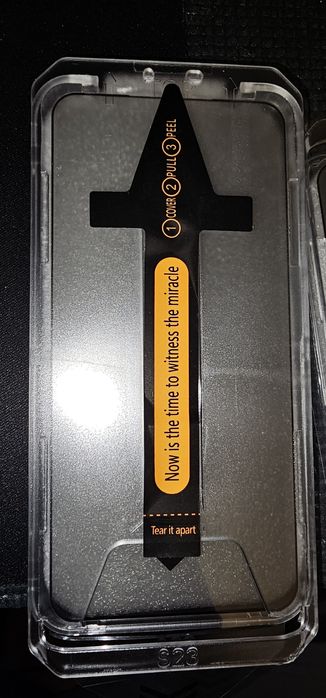 1 COVER 2 PULL 3 PEEL
Now is the time to witness the miracle
Tear it apart
S23